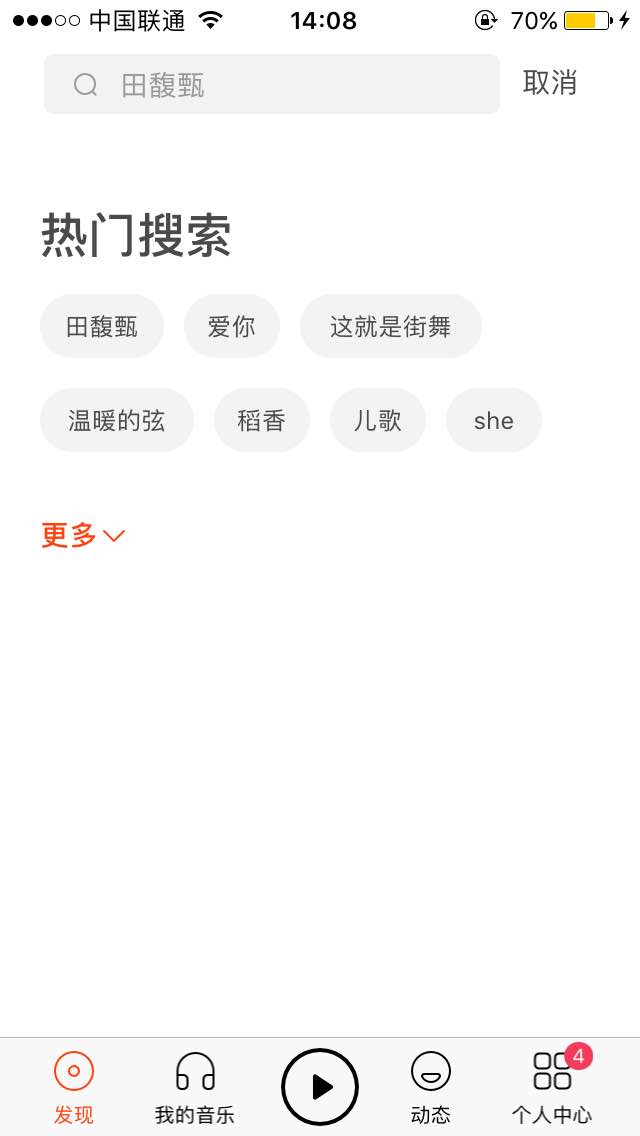 中国联通 14:08 70%
田馥甄 取消
热门搜索
田馥甄 爱你 这就是街舞
温暖的弦 稻香 儿歌 she
更多
4
发现 我的音乐 动态 个人中心